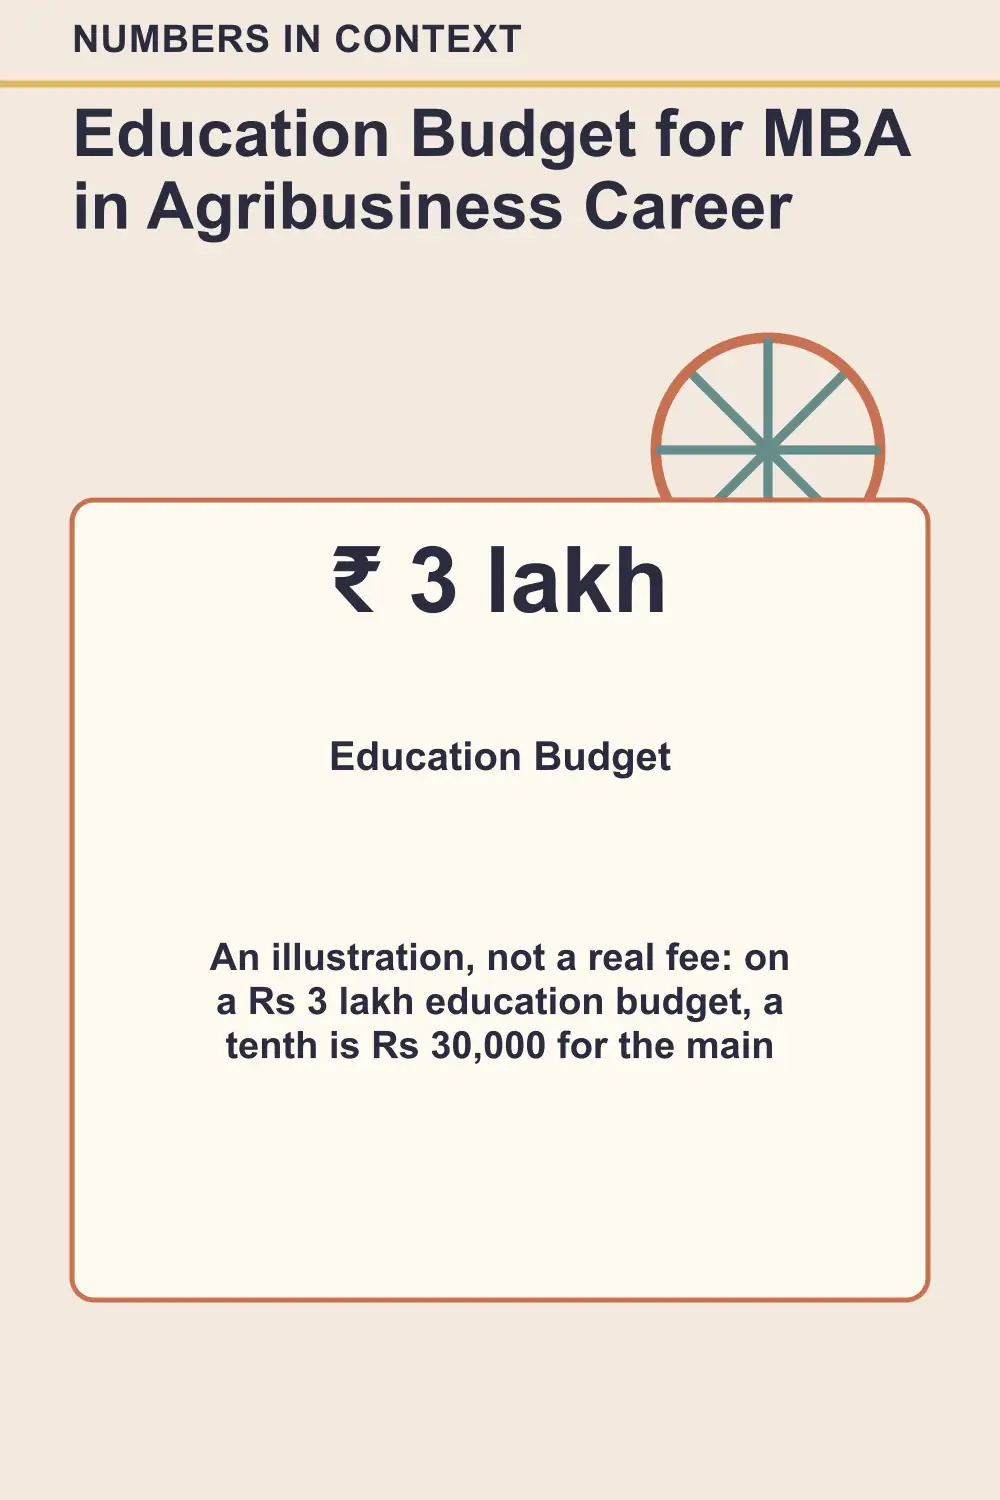 NUMBERS IN CONTEXT
Education Budget for MBA
in Agribusiness Career
₹ 3 lakh
Education Budget
An illustration, not a real fee: on
a Rs 3 lakh education budget, a
tenth is Rs 30,000 for the main